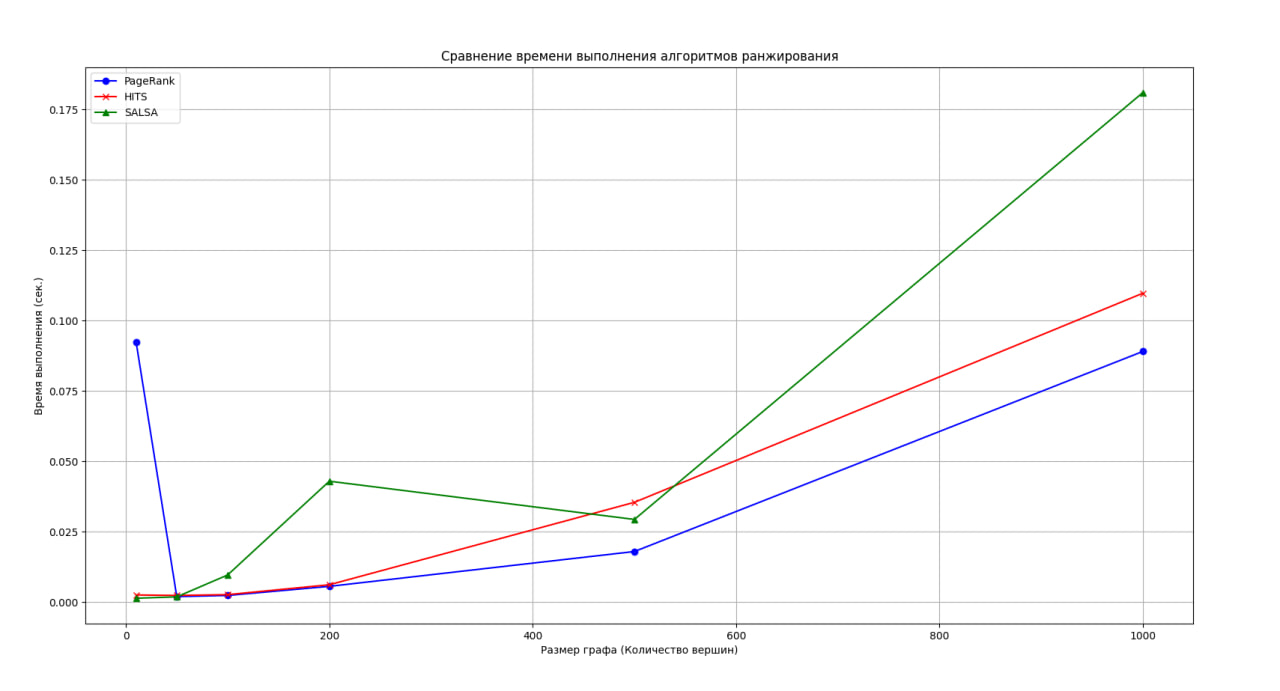 Сравнение времени выполнения алгоритмов ранжирования
PageRank
HITS
SALSA
0.175
0.150
0.125
0.100
0.075
0.050
0.025
0.000
Время выполнения (сек.)
0 200 400 600 800 1000
Размер графа (Количество вершин)